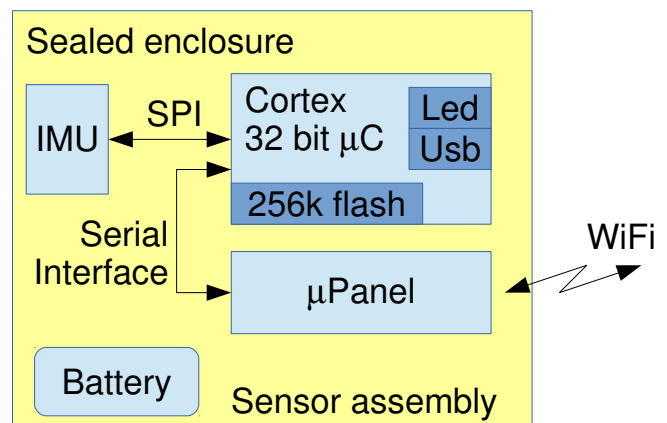 Sealed enclosure
IMU
SPI
Cortex
32 bit μC
Led
Usb
256k flash
Serial
Interface
μPanel
WiFi
Battery
Sensor assembly